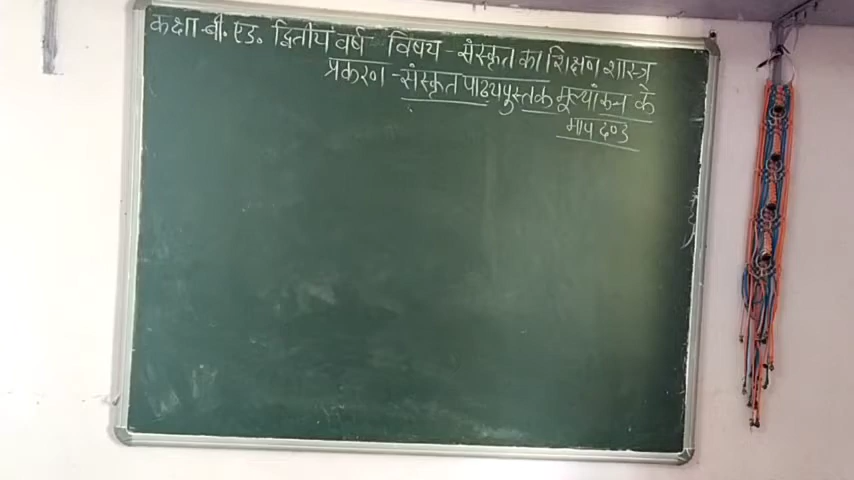 कक्षा-बी. एड. द्वितीय वर्ष विषय - संस्कृत का शिक्षण शास्त्र
प्रकरण - संस्कृत पाठ्यपुस्तक मूल्यांकन के
मापदण्ड